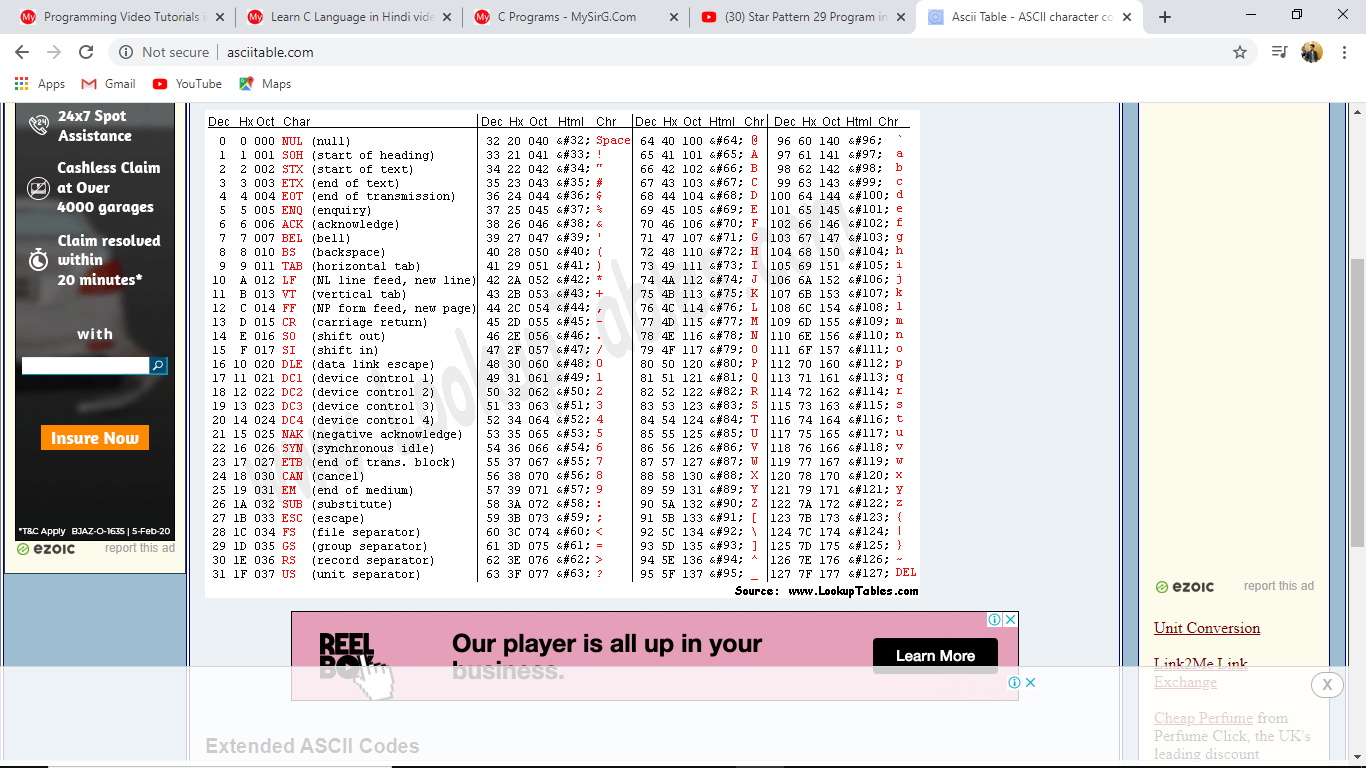 Programming Video Tutorials i
Learn C Language in Hindi vide
C Programs - MySirG.Com
(30) Star Pattern 29 Program in
Ascii Table - ASCII character co
Not secure | asciitable.com
Apps Gmail YouTube Maps
24x7 Spot
Assistance
Cashless Claim
at Over
4000 garages
Claim resolved
within
20 minutes*
with
Insure Now
*T&C Apply BJAZ-O-1635 | 5-Feb-20
ezoic report this ad
Dec Hx Oct Char Dec Hx Oct Html Chr Dec Hx Oct Html Chr Dec Hx Oct Html Chr
0 0 000 NUL (null) 32 20 040 &#32; Space 64 40 100 &#64; @ 96 60 140 &#96; `
1 1 001 SOH (start of heading) 33 21 041 &#33; ! 65 41 101 &#65; A 97 61 141 &#97; a
2 2 002 STX (start of text) 34 22 042 &#34; " 66 42 102 &#66; B 98 62 142 &#98; b
3 3 003 ETX (end of text) 35 23 043 &#35; # 67 43 103 &#67; C 99 63 143 &#99; c
4 4 004 EOT (end of transmission) 36 24 044 &#36; $ 68 44 104 &#68; D 100 64 144 &#100; d
5 5 005 ENQ (enquiry) 37 25 045 &#37; % 69 45 105 &#69; E 101 65 145 &#101; e
6 6 006 ACK (acknowledge) 38 26 046 &#38; & 70 46 106 &#70; F 102 66 146 &#102; f
7 7 007 BEL (bell) 39 27 047 &#39; ' 71 47 107 &#71; G 103 67 147 &#103; g
8 8 010 BS (backspace) 40 28 050 &#40; ( 72 48 110 &#72; H 104 68 150 &#104; h
9 9 011 TAB (horizontal tab) 41 29 051 &#41; ) 73 49 111 &#73; I 105 69 151 &#105; i
10 A 012 LF (NL line feed, new line) 42 2A 052 &#42; * 74 4A 112 &#74; J 106 6A 152 &#106; j
11 B 013 VT (vertical tab) 43 2B 053 &#43; + 75 4B 113 &#75; K 107 6B 153 &#107; k
12 C 014 FF (NP form feed, new page) 44 2C 054 &#44; , 76 4C 114 &#76; L 108 6C 154 &#108; l
13 D 015 CR (carriage return) 45 2D 055 &#45; - 77 4D 115 &#77; M 109 6D 155 &#109; m
14 E 016 SO (shift out) 46 2E 056 &#46; . 78 4E 116 &#78; N 110 6E 156 &#110; n
15 F 017 SI (shift in) 47 2F 057 &#47; / 79 4F 117 &#79; O 111 6F 157 &#111; o
16 10 020 DLE (data link escape) 48 30 060 &#48; 0 80 50 120 &#80; P 112 70 160 &#112; p
17 11 021 DC1 (device control 1) 49 31 061 &#49; 1 81 51 121 &#81; Q 113 71 161 &#113; q
18 12 022 DC2 (device control 2) 50 32 062 &#50; 2 82 52 122 &#82; R 114 72 162 &#114; r
19 13 023 DC3 (device control 3) 51 33 063 &#51; 3 83 53 123 &#83; S 115 73 163 &#115; s
20 14 024 DC4 (device control 4) 52 34 064 &#52; 4 84 54 124 &#84; T 116 74 164 &#116; t
21 15 025 NAK (negative acknowledge) 53 35 065 &#53; 5 85 55 125 &#85; U 117 75 165 &#117; u
22 16 026 SYN (synchronous idle) 54 36 066 &#54; 6 86 56 126 &#86; V 118 76 166 &#118; v
23 17 027 ETB (end of trans. block) 55 37 067 &#55; 7 87 57 127 &#87; W 119 77 167 &#119; w
24 18 030 CAN (cancel) 56 38 070 &#56; 8 88 58 130 &#88; X 120 78 170 &#120; x
25 19 031 EM (end of medium) 57 39 071 &#57; 9 89 59 131 &#89; Y 121 79 171 &#121; y
26 1A 032 SUB (substitute) 58 3A 072 &#58; : 90 5A 132 &#90; Z 122 7A 172 &#122; z
27 1B 033 ESC (escape) 59 3B 073 &#59; ; 91 5B 133 &#91; [ 123 7B 173 &#123; {
28 1C 034 FS (file separator) 60 3C 074 &#60; < 92 5C 134 &#92; \ 124 7C 174 &#124; |
29 1D 035 GS (group separator) 61 3D 075 &#61; = 93 5D 135 &#93; ] 125 7D 175 &#125; }
30 1E 036 RS (record separator) 62 3E 076 &#62; > 94 5E 136 &#94; ^ 126 7E 176 &#126; ~
31 1F 037 US (unit separator) 63 3F 077 &#63; ? 95 5F 137 &#95; _ 127 7F 177 &#127; DEL
Source: www.LookupTables.com
REEL
BOX
Our player is all up in your
business.
Learn More
Extended ASCII Codes
ezoic report this ad
Unit Conversion
Link2Me Link
Exchange
X
Cheap Perfume from
Perfume Click, the UK's
leading discount